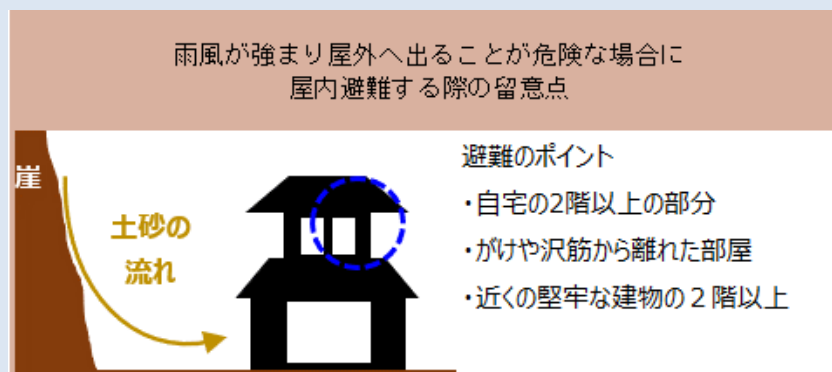 雨風が強まり屋外へ出ることが危険な場合に
屋内避難する際の留意点
崖
土砂の
流れ
避難のポイント
・自宅の2階以上の部分
・がけや沢筋から離れた部屋
・近くの堅牢な建物の２階以上